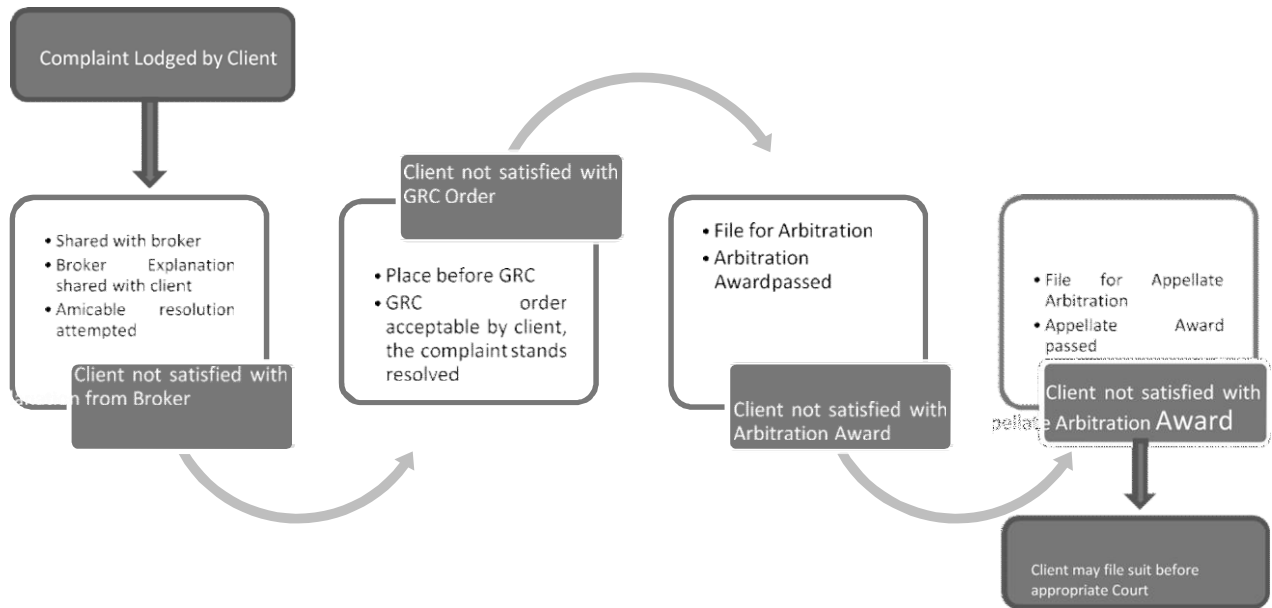 Complaint Lodged by Client
• Shared with broker
• Broker Explanation
shared with client
• Amicable resolution
attempted
Client not satisfied with
from Broker
Client not satisfied with
GRC Order
• Place before GRC
• GRC order
acceptable by client,
the complaint stands
resolved
• File for Arbitration
• Arbitration
Award passed
Client not satisfied with
Arbitration Award
• File for Appellate
Arbitration
• Appellate Award
passed
Client not satisfied with
pellate Arbitration Award
Client may file suit before
appropriate Court